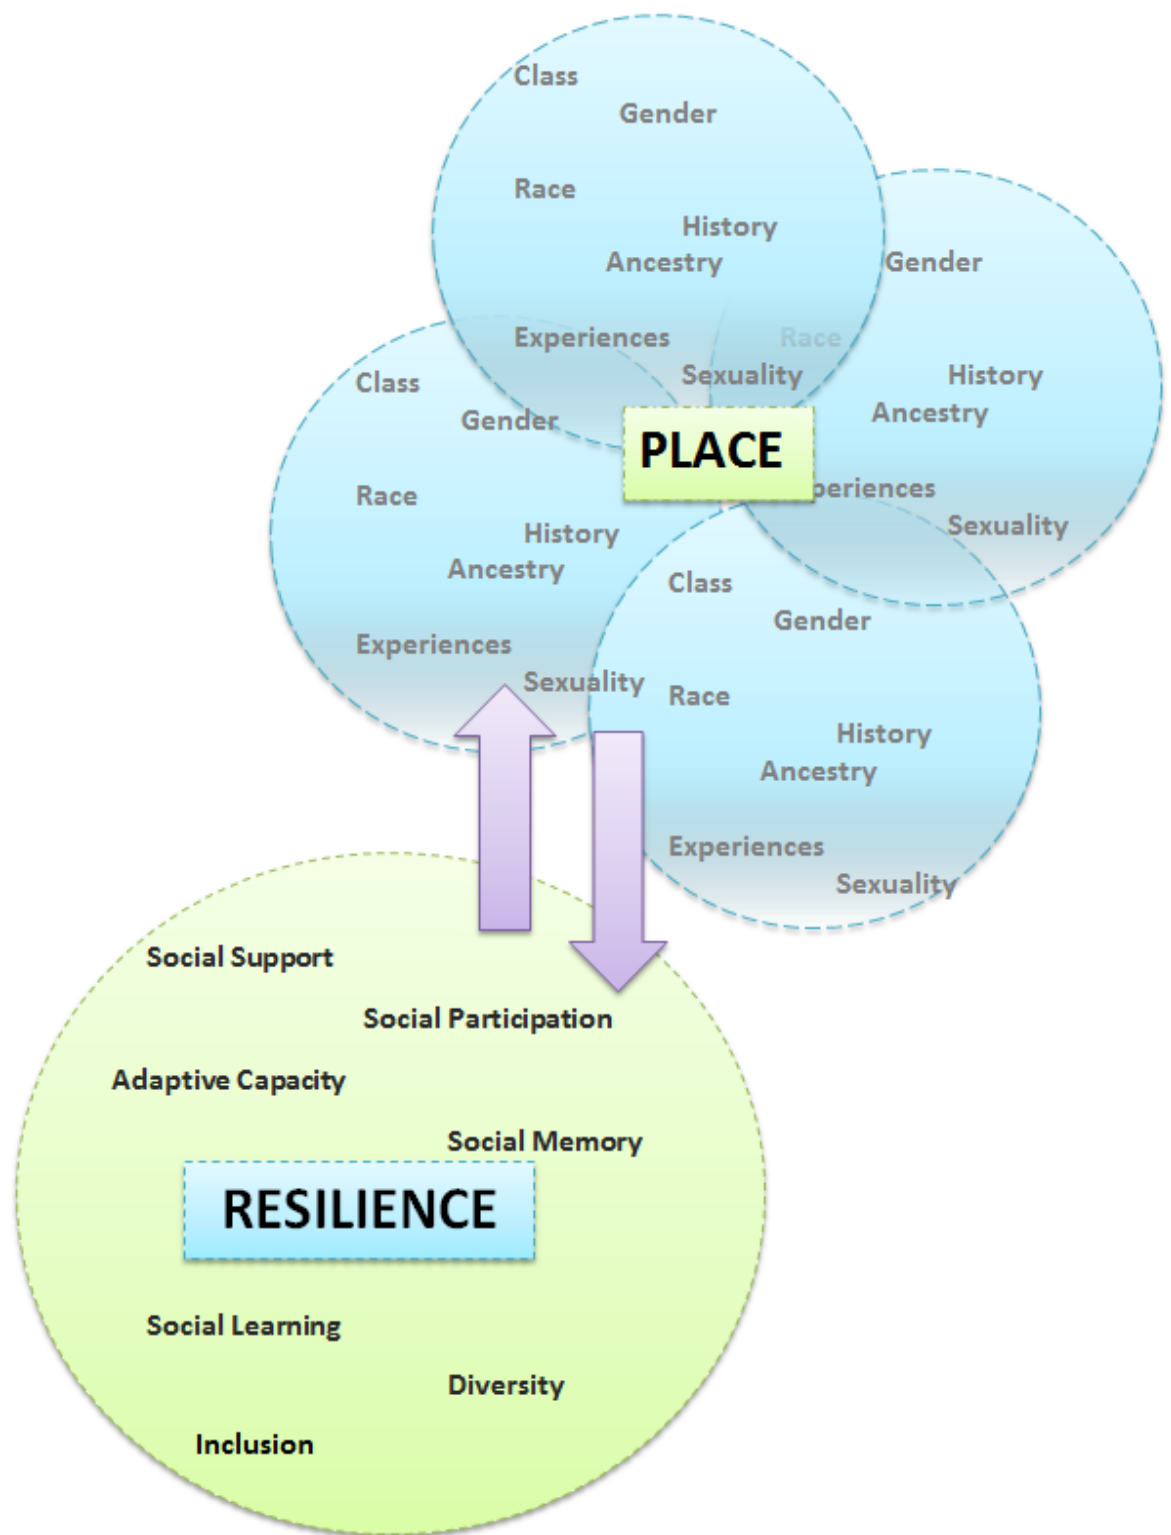 Class
Gender
Race
History
Ancestry
Experiences
Sexuality
Gender
Race
History
Ancestry
periences
Sexuality
Class
Gender
Race
History
Ancestry
Experiences
Sexuality
PLACE
Class
Gender
Race
History
Ancestry
Experiences
Sexuality
Social Support
Social Participation
Adaptive Capacity
Social Memory
RESILIENCE
Social Learning
Diversity
Inclusion